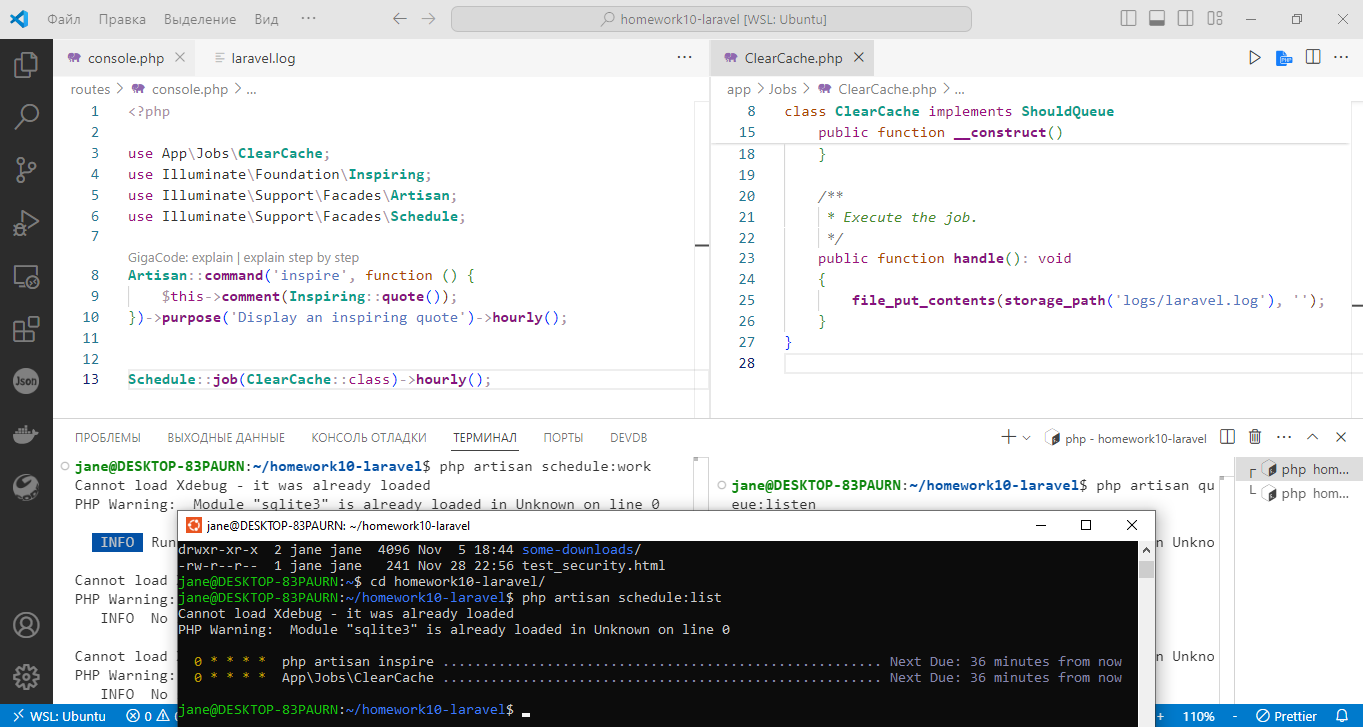 Файл Правка Выделение Вид ··· homework10-laravel [WSL: Ubuntu]
console.php laravel.log ···
routes > console.php > ...
1 <?php
2
3 use App\Jobs\ClearCache;
4 use Illuminate\Foundation\Inspiring;
5 use Illuminate\Support\Facades\Artisan;
6 use Illuminate\Support\Facades\Schedule;
7
GigaCode: explain | explain step by step
8 Artisan::command('inspire', function () {
9 $this->comment(Inspiring::quote());
10 })->purpose('Display an inspiring quote')->hourly();
11
12
13 Schedule::job(ClearCache::class)->hourly();
ClearCache.php ···
app > Jobs > ClearCache.php > ...
8 class ClearCache implements ShouldQueue
15 public function __construct()
18 }
19
20 /**
21 * Execute the job.
22 */
23 public function handle(): void
24 {
25 file_put_contents(storage_path('logs/laravel.log'), '');
26 }
27 }
28
Json
ПРОБЛЕМЫ ВЫХОДНЫЕ ДАННЫЕ КОНСОЛЬ ОТЛАДКИ ТЕРМИНАЛ ПОРТЫ DEVDB
php - homework10-laravel ···
jane@DESKTOP-83PAURN:~/homework10-laravel$ php artisan schedule:work
Cannot load Xdebug - it was already loaded
PHP Warning: Module "sqlite3" is already loaded in Unknown on line 0
INFO Run
Cannot load
PHP Warning:
INFO No
Cannot load
PHP Warning:
INFO No
jane@DESKTOP-83PAURN:~/homework10-laravel$ php artisan qu
eue:listen
n Unkno
n Unkno
php hom...
php hom...
jane@DESKTOP-83PAURN: ~/homework10-laravel
drwxr-xr-x 2 jane jane 4096 Nov 5 18:44 some-downloads/
-rw-r--r-- 1 jane jane 241 Nov 28 22:56 test_security.html
jane@DESKTOP-83PAURN:~$ cd homework10-laravel/
jane@DESKTOP-83PAURN:~/homework10-laravel$ php artisan schedule:list
Cannot load Xdebug - it was already loaded
PHP Warning: Module "sqlite3" is already loaded in Unknown on line 0
0 * * * * php artisan inspire ....................................................... Next Due: 36 minutes from now
0 * * * * App\Jobs\ClearCache ....................................................... Next Due: 36 minutes from now
jane@DESKTOP-83PAURN:~/homework10-laravel$
WSL: Ubuntu 0 + 110% - Prettier